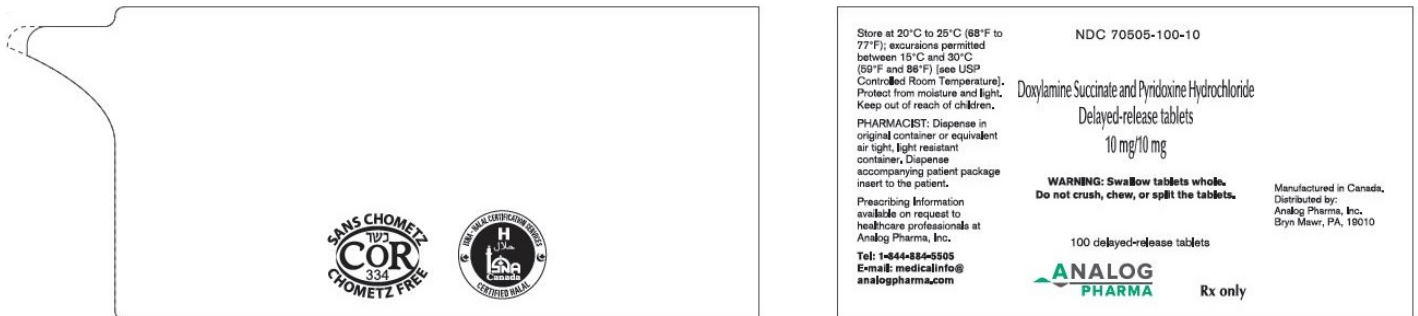 SANS CHOMETZ
כשר
COR
334
CHOMETZ FREE
ISNA - HALAL CERTIFICATION SERVICES
H
حلال
ISNA
Canada
CERTIFIED HALAL
Store at 20°C to 25°C (68°F to
77°F); excursions permitted
between 15°C and 30°C
(59°F and 86°F) [see USP
Controlled Room Temperature].
Protect from moisture and light.
Keep out of reach of children.
PHARMACIST: Dispense in
original container or equivalent
air tight, light resistant
container. Dispense
accompanying patient package
insert to the patient.
Prescribing Information
available on request to
healthcare professionals at
Analog Pharma, Inc.
Tel: 1-844-884-5505
E-mail: medicalinfo@
analogpharma.com
NDC 70505-100-10
Doxylamine Succinate and Pyridoxine Hydrochloride
Delayed-release tablets
10 mg/10 mg
WARNING: Swallow tablets whole.
Do not crush, chew, or split the tablets.
100 delayed-release tablets
ANALOG
PHARMA
Rx only
Manufactured in Canada.
Distributed by:
Analog Pharma, Inc.
Bryn Mawr, PA, 19010